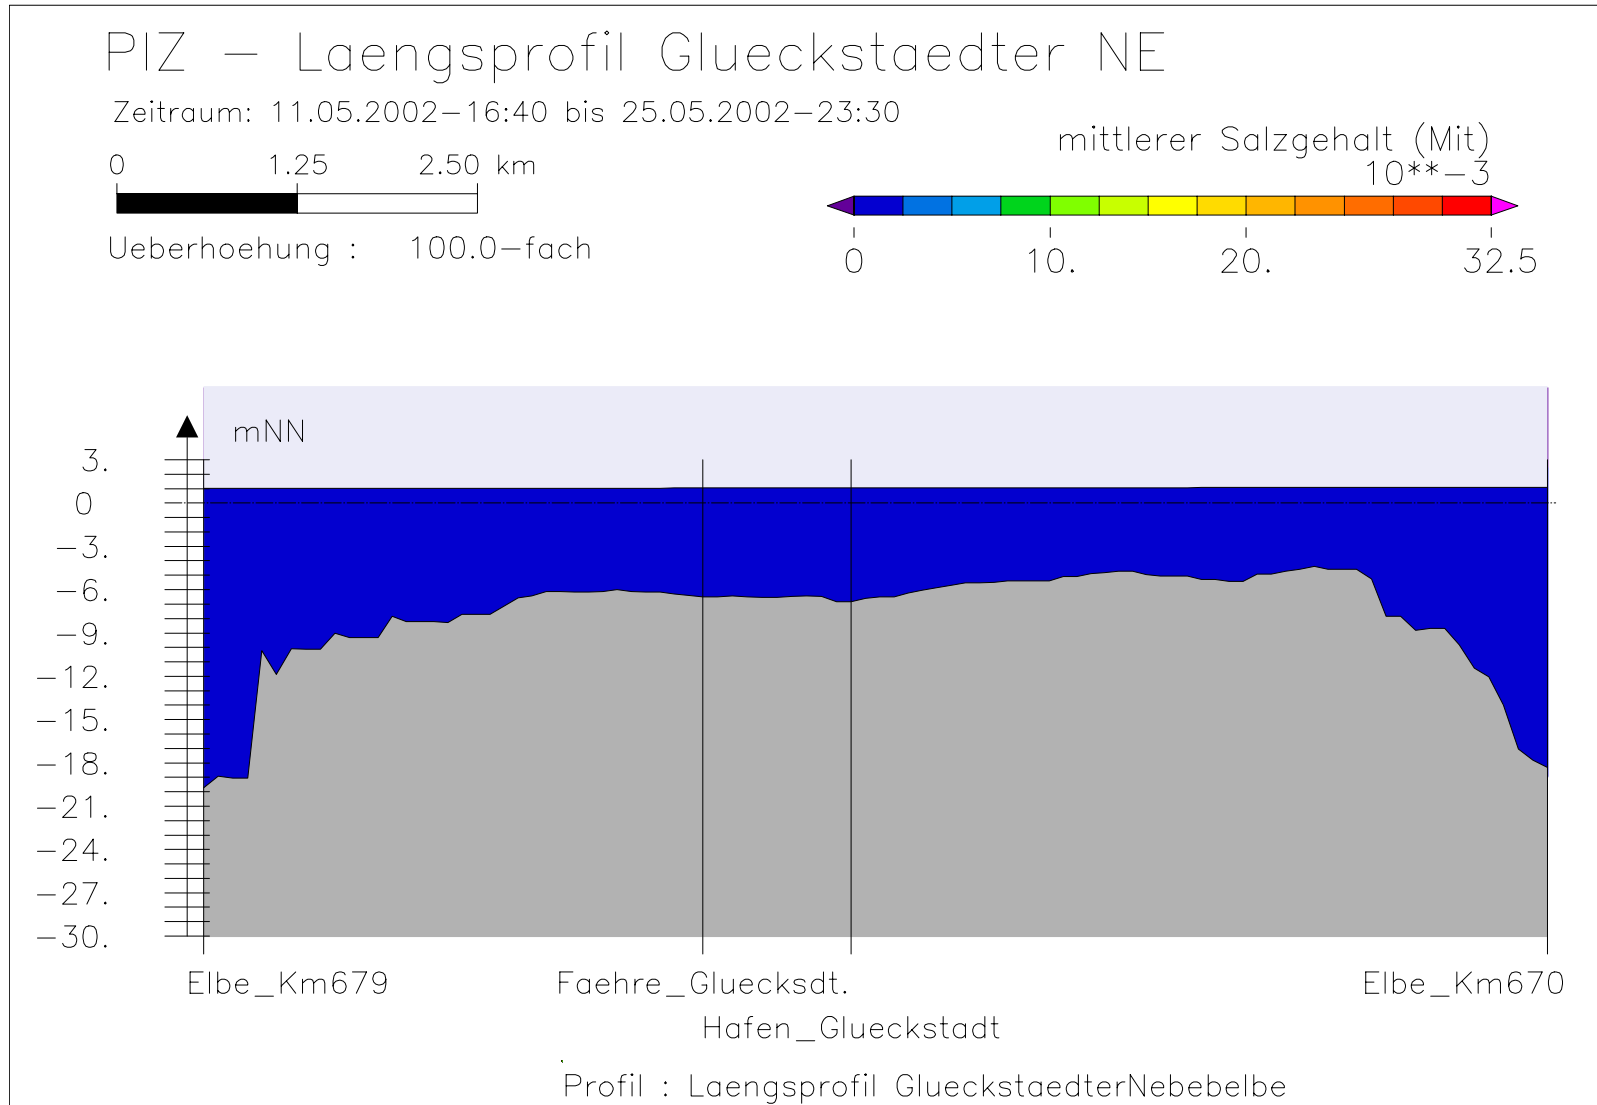 PIZ - Laengsprofil Glueckstaedter NE
Zeitraum: 11.05.2002-16:40 bis 25.05.2002-23:30
mittlerer Salzgehalt (Mit)
10**-3
0 1.25 2.50 km
Ueberhoehung : 100.0-fach
0 10. 20. 32.5
mNN
3.
0
-3.
-6.
-9.
-12.
-15.
-18.
-21.
-24.
-27.
-30.
Elbe_Km679 Faehre_Gluecksdt. Elbe_Km670
Hafen_Glueckstadt
Profil : Laengsprofil GlueckstaedterNebebelbe